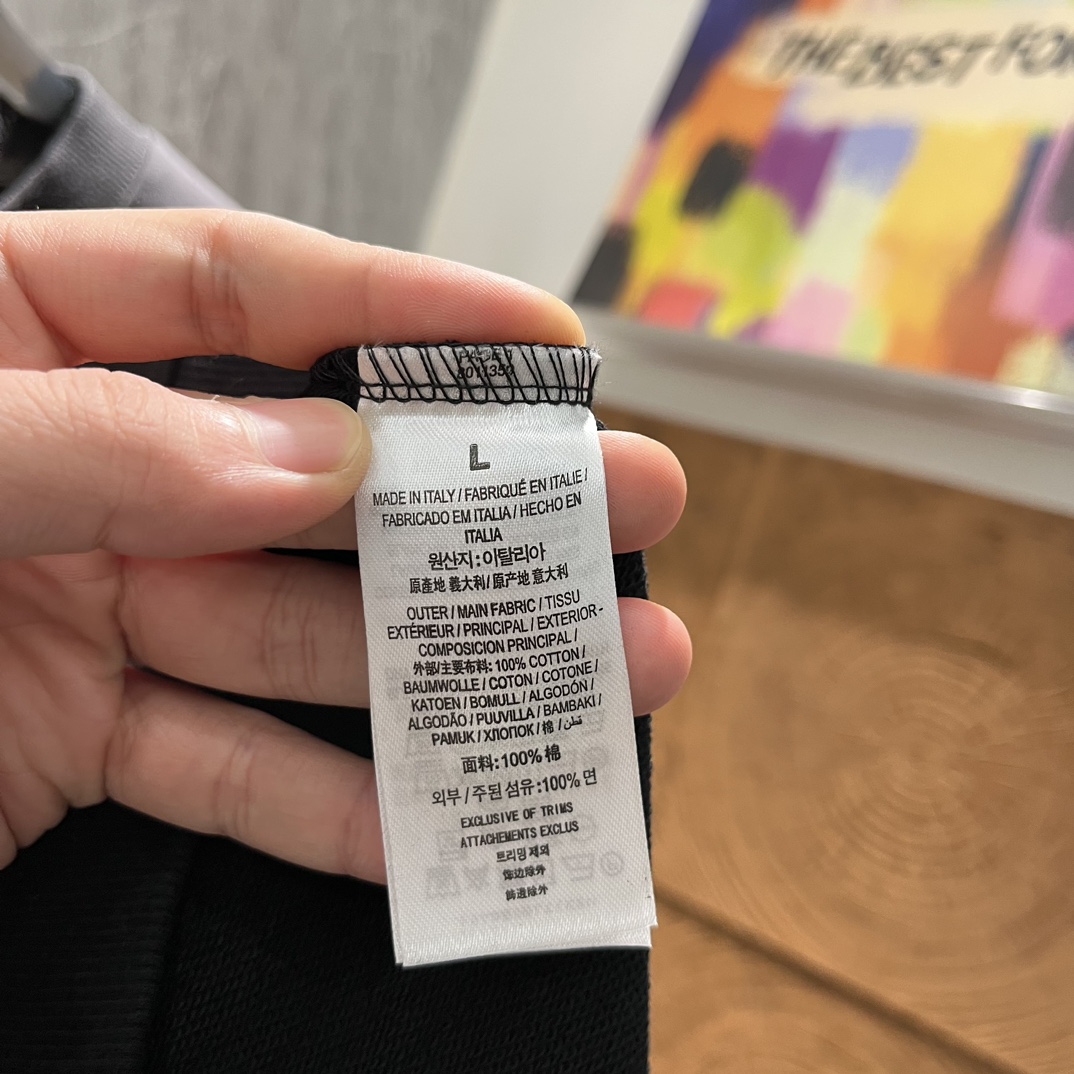 THE BEST FOR
8011350
L
MADE IN ITALY / FABRIQUÉ EN ITALIE /
FABRICADO EM ITALIA / HECHO EN
ITALIA
원산지 : 이탈리아
原產地 義大利 / 原产地 意大利
OUTER / MAIN FABRIC / TISSU
EXTÉRIEUR / PRINCIPAL / EXTERIOR -
COMPOSICION PRINCIPAL /
外部/主要布料: 100% COTTON /
BAUMWOLLE / COTON / COTONE /
KATOEN / BOMULL / ALGODÓN /
ALGODÃO / PUUVILLA / BAMBAKI /
PAMUK / ХЛОПОК / 棉 / قطن
面料: 100% 棉
외부 / 주된 섬유 : 100% 면
EXCLUSIVE OF TRIMS
ATTACHEMENTS EXCLUS
트리밍 제외
饰边除外
飾邊除外